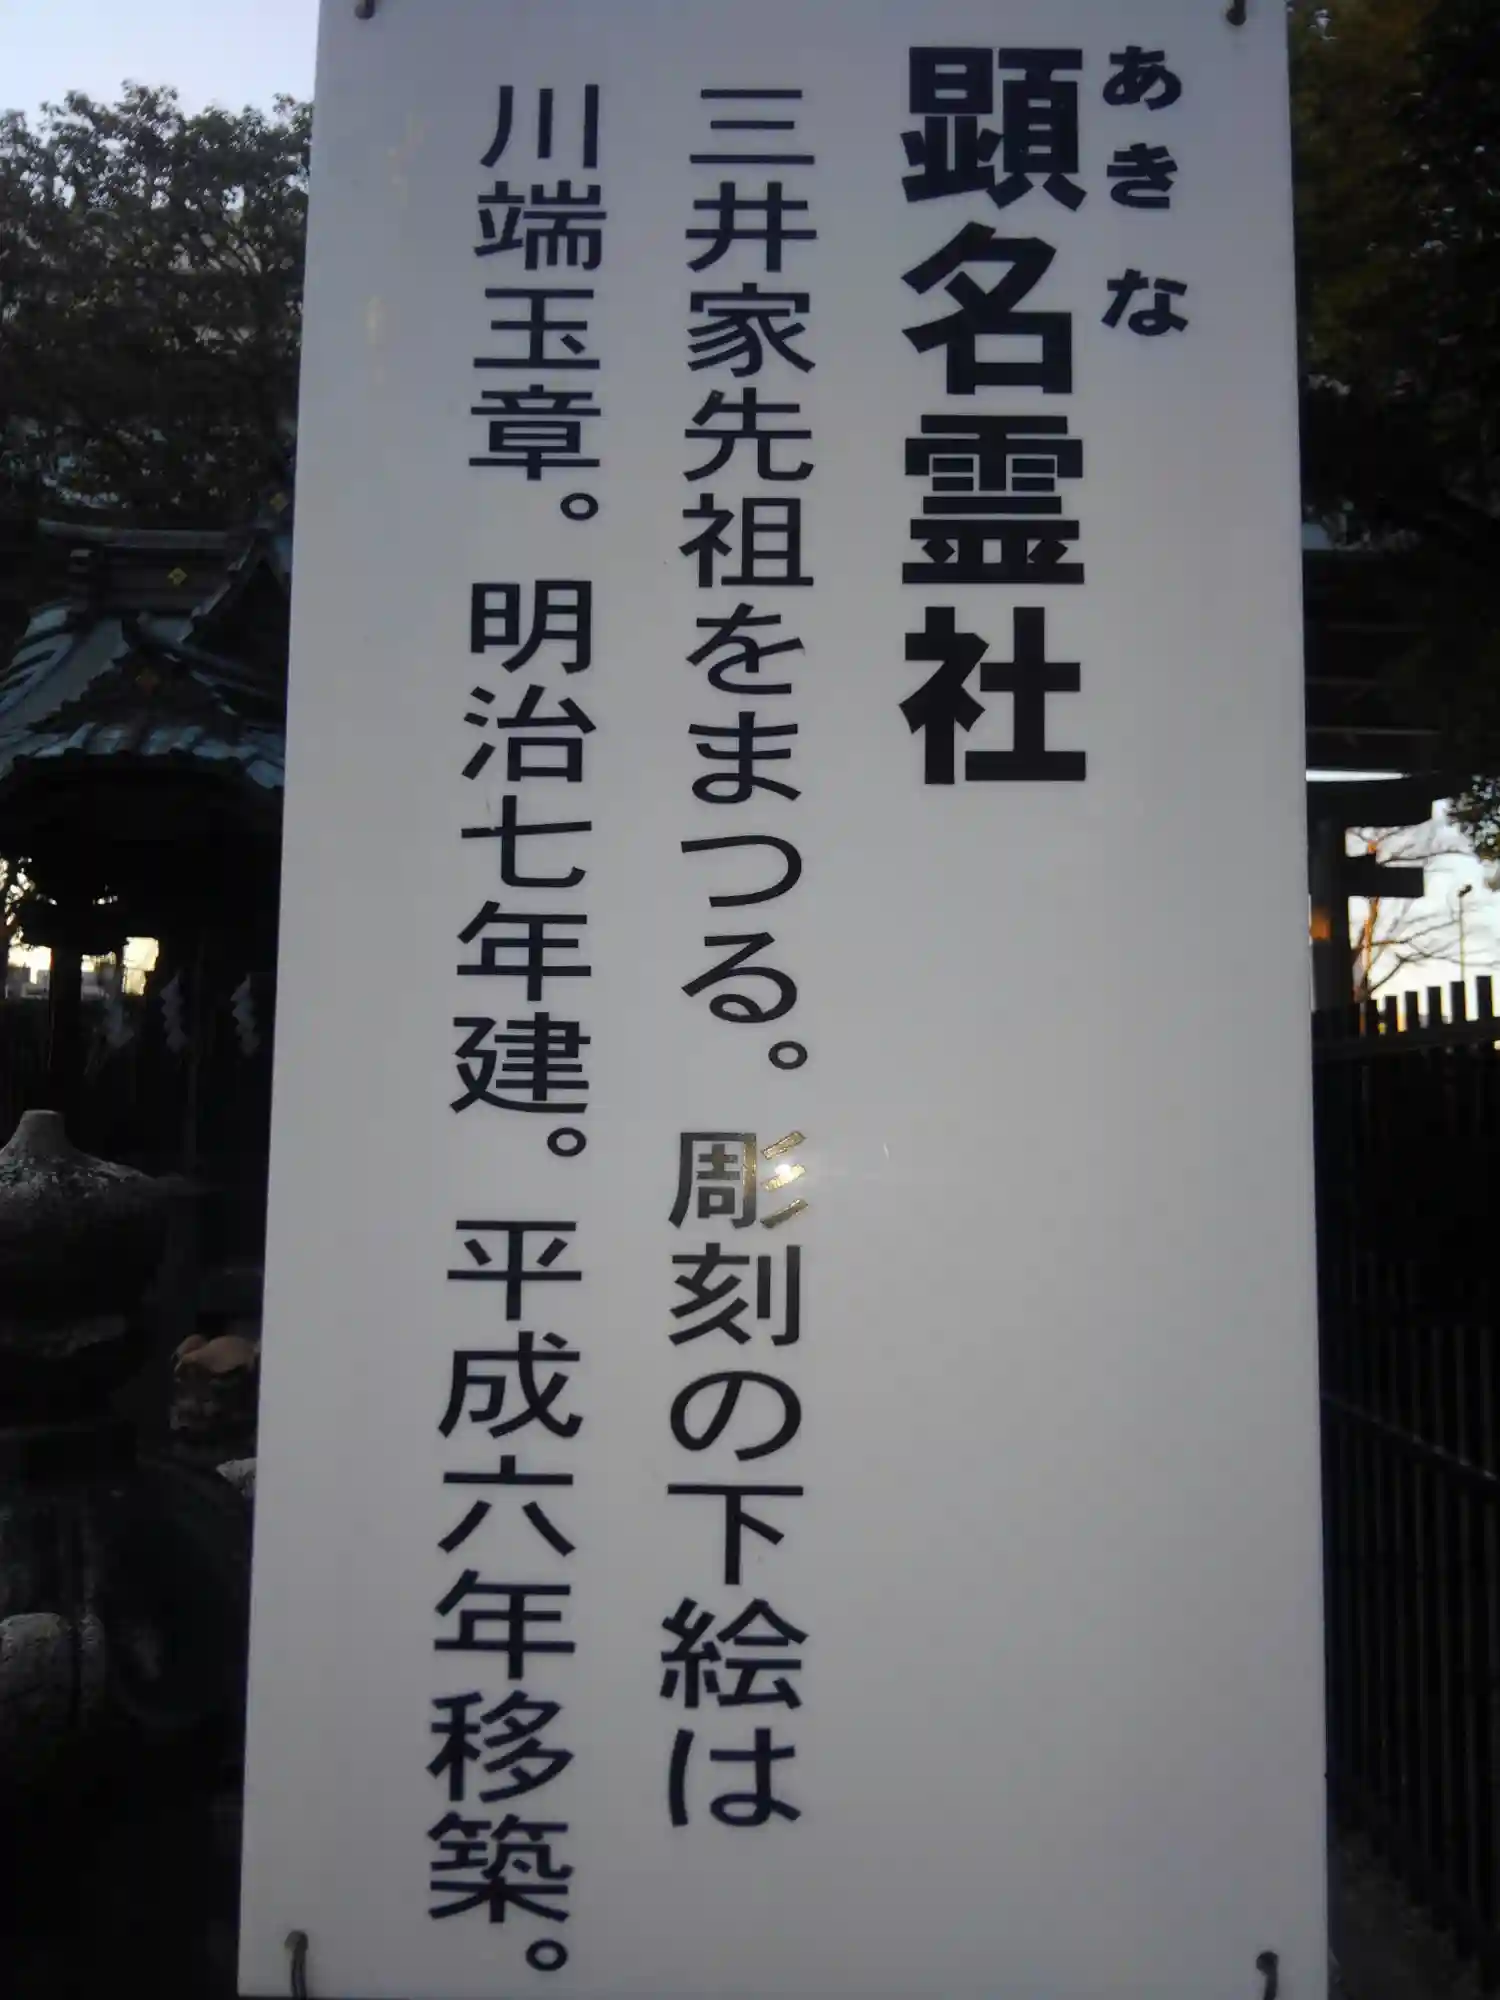 あきな
顕名霊社
三井家先祖をまつる。彫刻の下絵は
川端玉章。明治七年建。平成六年移築。